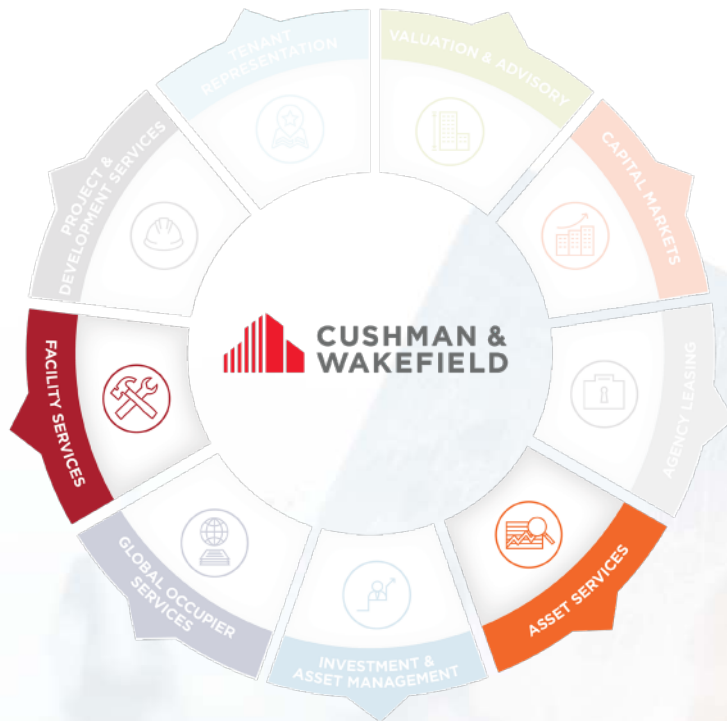 TENANT
REPRESENTATION
VALUATION & ADVISORY
CAPITAL MARKETS
AGENCY LEASING
ASSET SERVICES
INVESTMENT &
ASSET MANAGEMENT
GLOBAL OCCUPIER
SERVICES
FACILITY SERVICES
PROJECT &
DEVELOPMENT SERVICES
CUSHMAN &
WAKEFIELD